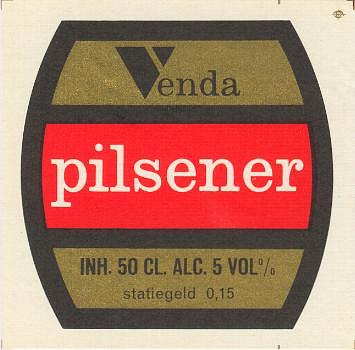 Venda
pilsener
INH. 50 CL. ALC. 5 VOL%
statiegeld 0,15